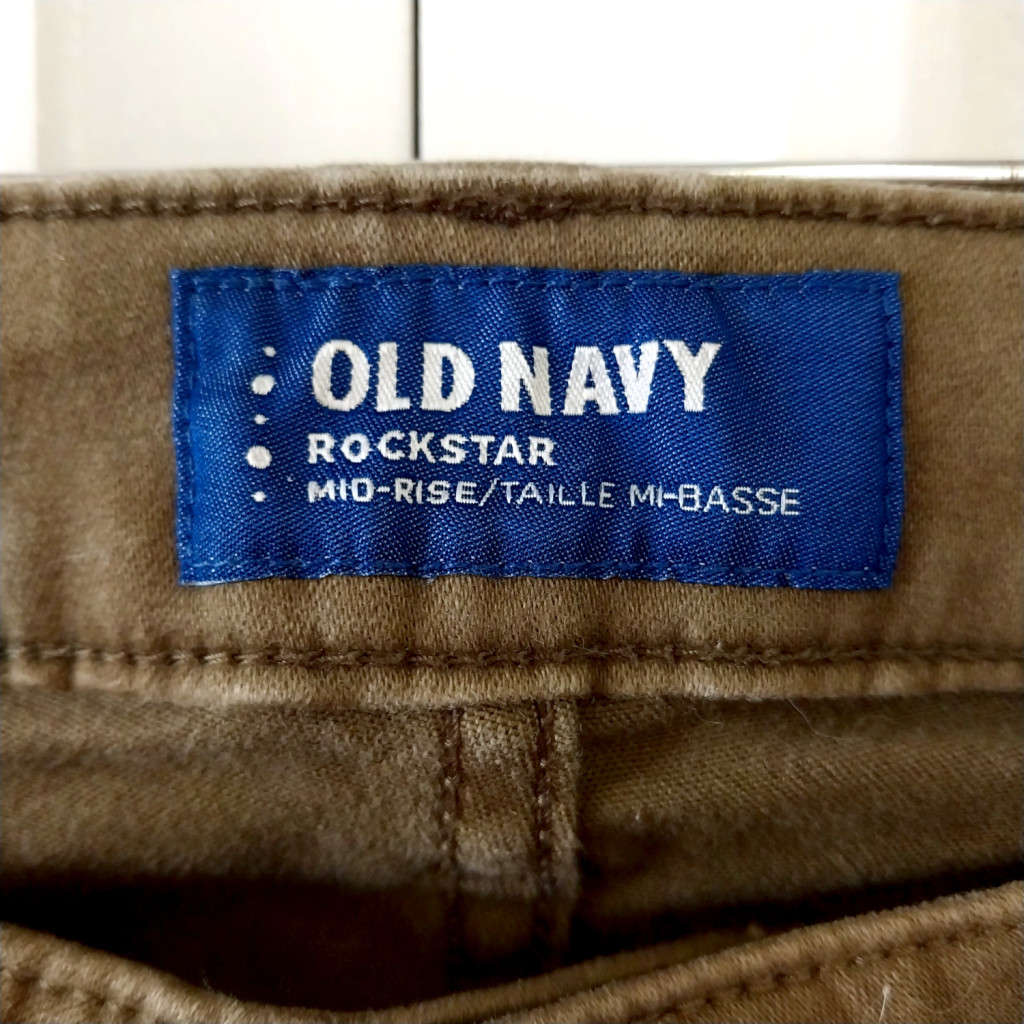 OLD NAVY
ROCKSTAR
MID-RISE/TAILLE MI-BASSE